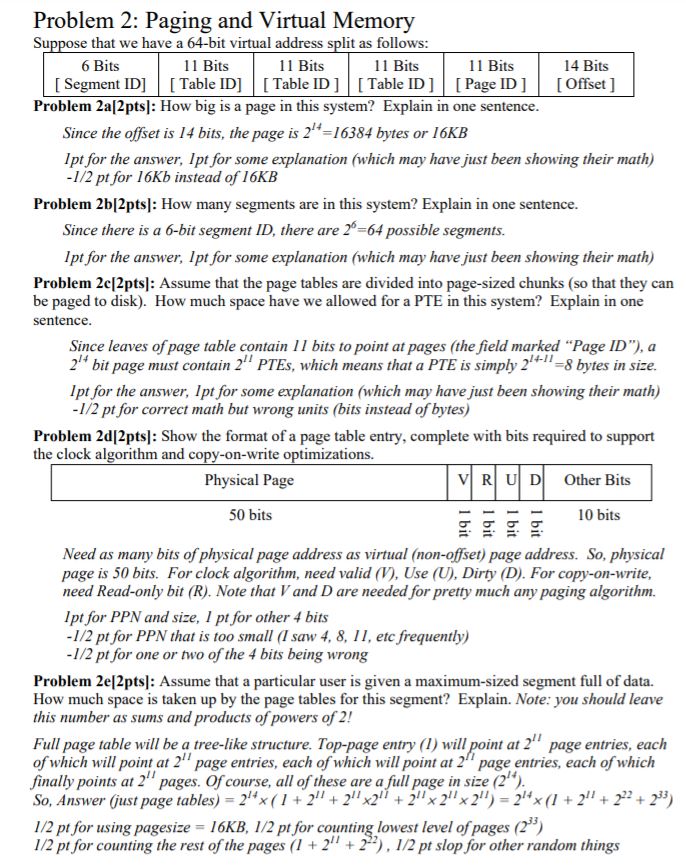 Problem 2: Paging and Virtual Memory
Suppose that we have a 64-bit virtual address split as follows:
6 Bits 11 Bits 11 Bits 11 Bits 11 Bits 14 Bits
[ Segment ID] [ Table ID] [ Table ID ] [ Table ID ] [ Page ID ] [ Offset ]
Problem 2a[2pts]: How big is a page in this system? Explain in one sentence.
Since the offset is 14 bits, the page is 2^14=16384 bytes or 16KB
1pt for the answer, 1pt for some explanation (which may have just been showing their math)
-1/2 pt for 16Kb instead of 16KB
Problem 2b[2pts]: How many segments are in this system? Explain in one sentence.
Since there is a 6-bit segment ID, there are 2^6=64 possible segments.
1pt for the answer, 1pt for some explanation (which may have just been showing their math)
Problem 2c[2pts]: Assume that the page tables are divided into page-sized chunks (so that they can
be paged to disk). How much space have we allowed for a PTE in this system? Explain in one
sentence.
Since leaves of page table contain 11 bits to point at pages (the field marked “Page ID”), a
2^14 bit page must contain 2^11 PTEs, which means that a PTE is simply 2^14-11=8 bytes in size.
1pt for the answer, 1pt for some explanation (which may have just been showing their math)
-1/2 pt for correct math but wrong units (bits instead of bytes)
Problem 2d[2pts]: Show the format of a page table entry, complete with bits required to support
the clock algorithm and copy-on-write optimizations.
Physical Page V R U D Other Bits
50 bits 1 bit 1 bit 1 bit 1 bit 10 bits
Need as many bits of physical page address as virtual (non-offset) page address. So, physical
page is 50 bits. For clock algorithm, need valid (V), Use (U), Dirty (D). For copy-on-write,
need Read-only bit (R). Note that V and D are needed for pretty much any paging algorithm.
1pt for PPN and size, 1 pt for other 4 bits
-1/2 pt for PPN that is too small (I saw 4, 8, 11, etc frequently)
-1/2 pt for one or two of the 4 bits being wrong
Problem 2e[2pts]: Assume that a particular user is given a maximum-sized segment full of data.
How much space is taken up by the page tables for this segment? Explain. Note: you should leave
this number as sums and products of powers of 2!
Full page table will be a tree-like structure. Top-page entry (1) will point at 2^11 page entries, each
of which will point at 2^11 page entries, each of which will point at 2^11 page entries, each of which
finally points at 2^11 pages. Of course, all of these are a full page in size (2^14).
So, Answer (just page tables) = 2^14×( 1 + 2^11 + 2^11×2^11 + 2^11×2^11×2^11) = 2^14×(1 + 2^11 + 2^22 + 2^33)
1/2 pt for using pagesize = 16KB, 1/2 pt for counting lowest level of pages (2^33)
1/2 pt for counting the rest of the pages (1 + 2^11 + 2^22) , 1/2 pt slop for other random things